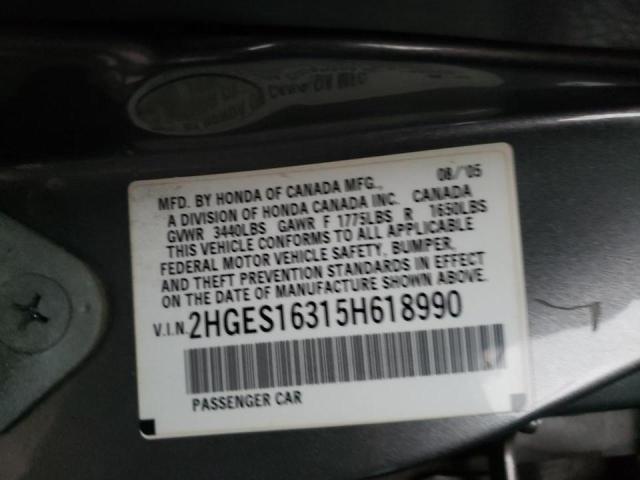 MFD. BY HONDA OF CANADA MFG., 08/'05
A DIVISION OF HONDA CANADA INC. CANADA
GVWR 3440LBS GAWR F 1775LBS R 1650LBS
THIS VEHICLE CONFORMS TO ALL APPLICABLE
FEDERAL MOTOR VEHICLE SAFETY, BUMPER,
AND THEFT PREVENTION STANDARDS IN EFFECT
ON THE DATE OF MANUFACTURE SHOWN ABOVE.
V.I.N. 2HGES16315H618990
PASSENGER CAR